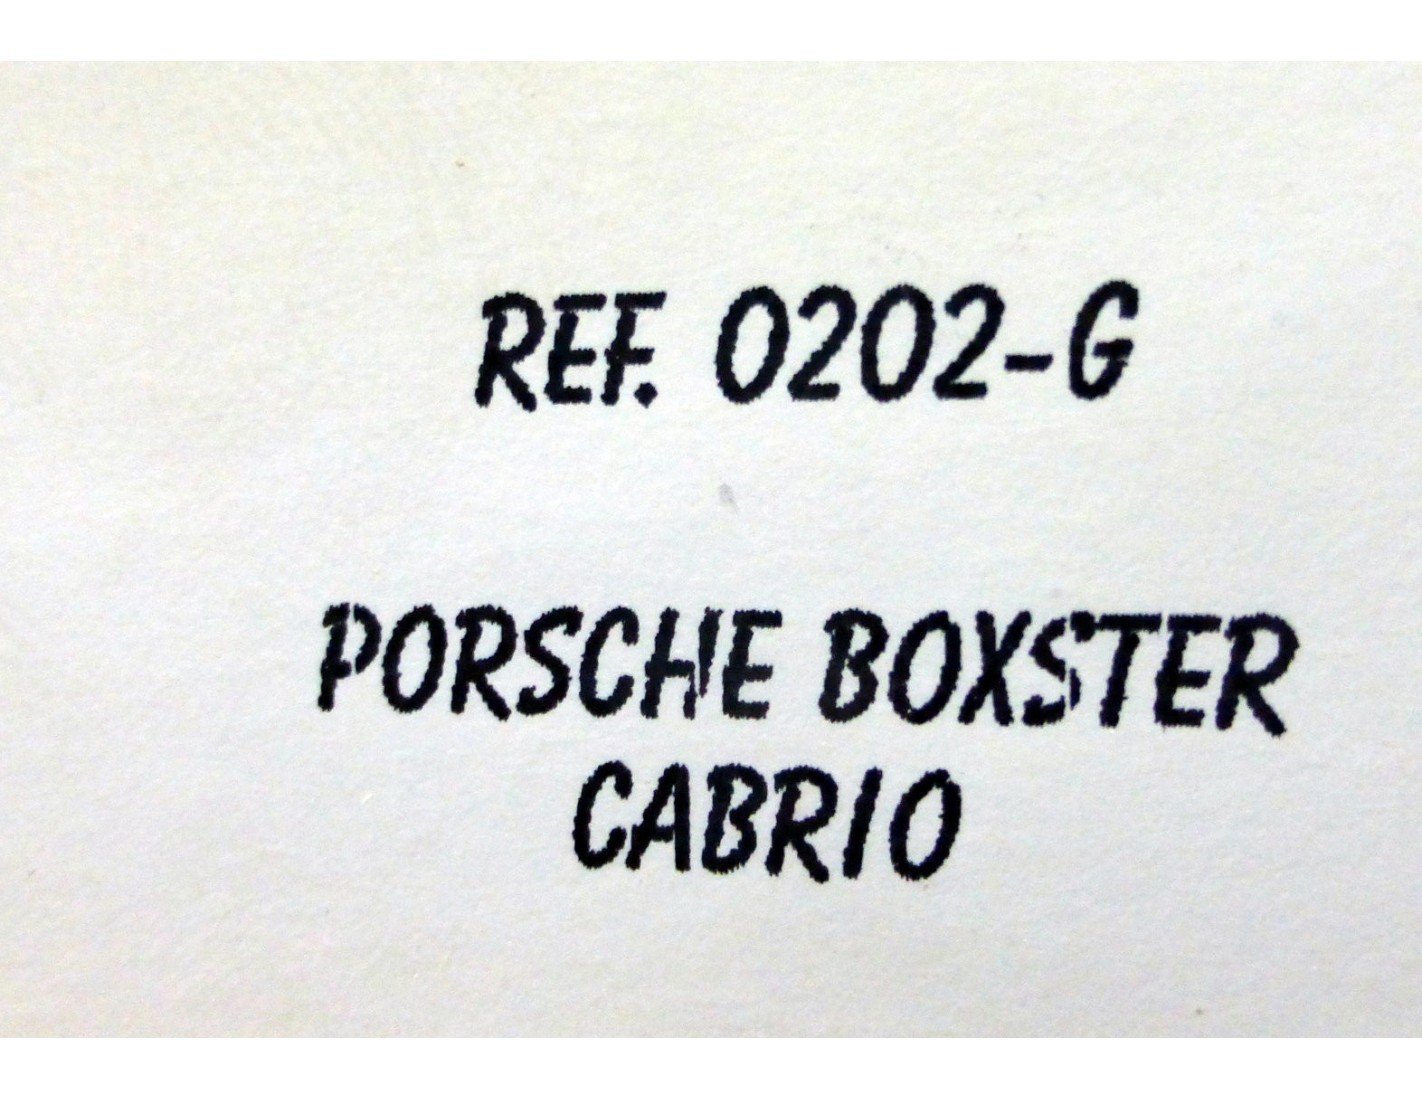 REF. 0202-G
PORSCHE BOXSTER
CABRIO